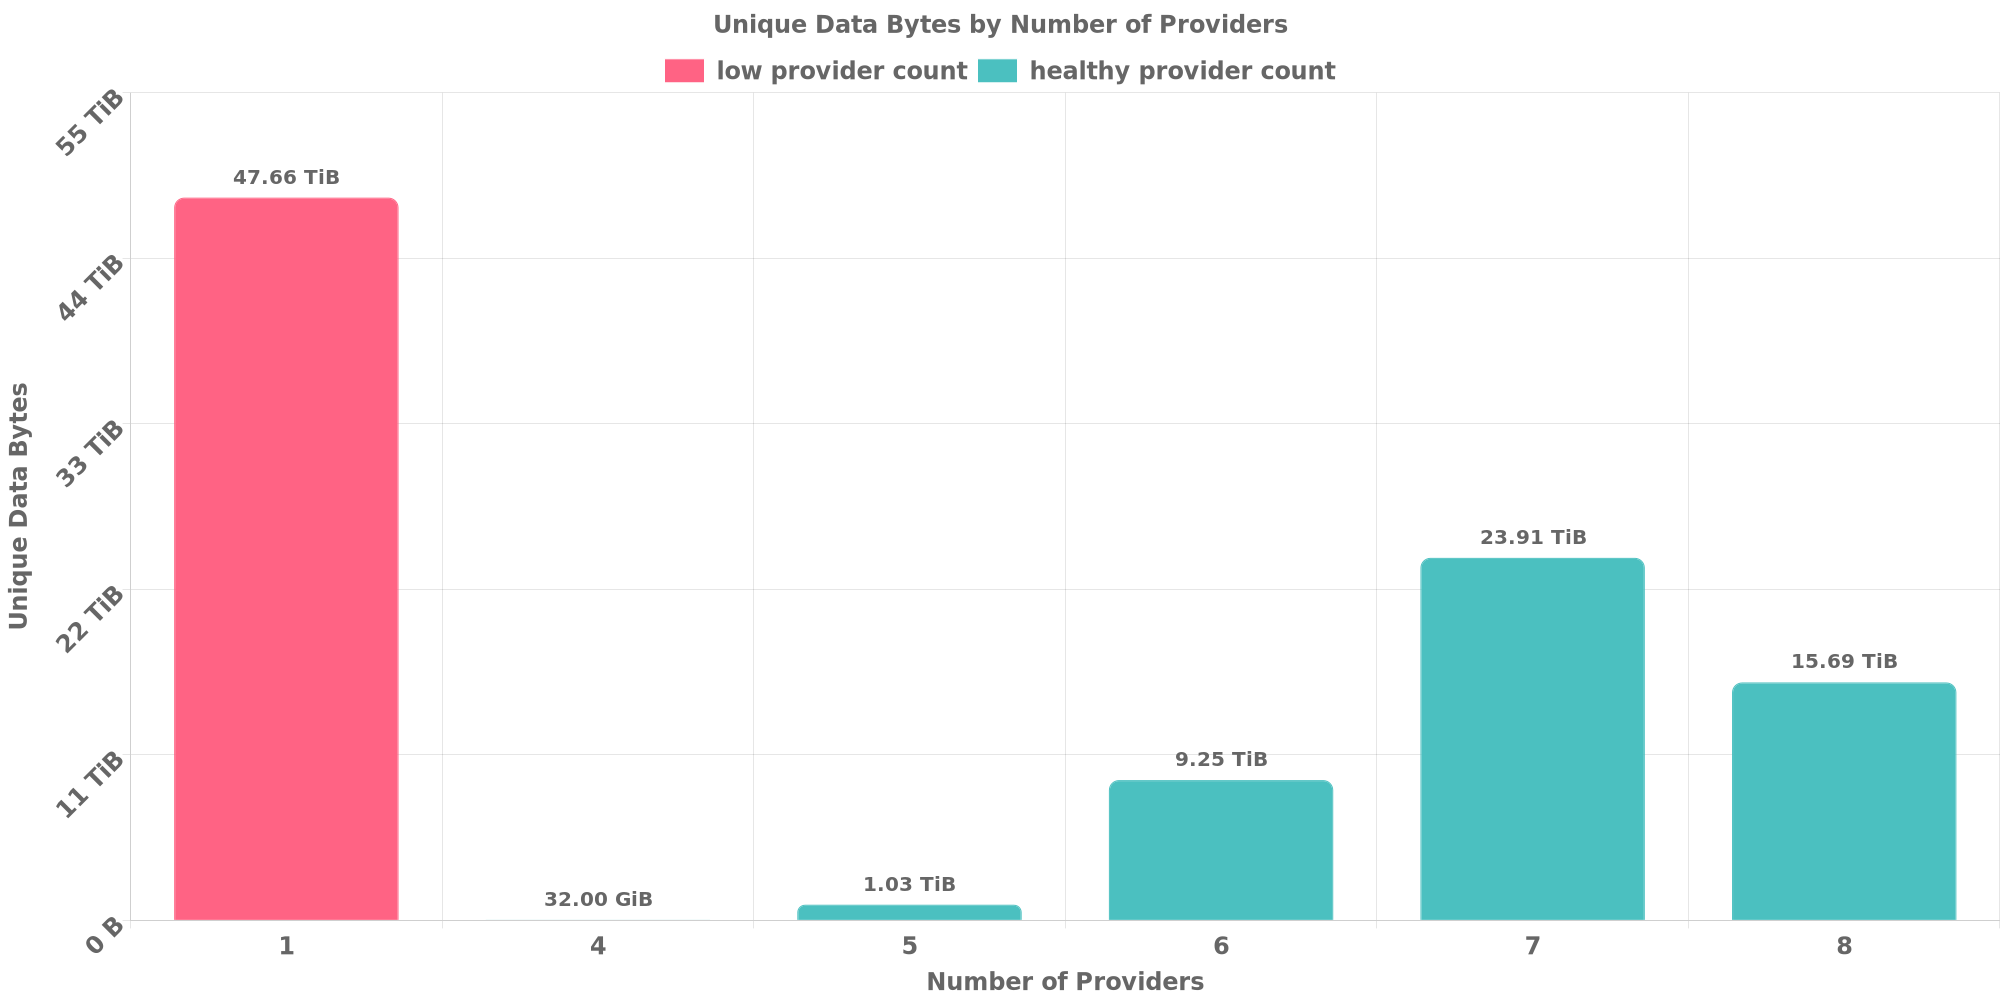 Unique Data Bytes by Number of Providers
low provider count healthy provider count
55 TiB
44 TiB
33 TiB
22 TiB
11 TiB
0 B
Unique Data Bytes
47.66 TiB
32.00 GiB
1.03 TiB
9.25 TiB
23.91 TiB
15.69 TiB
1 4 5 6 7 8
Number of Providers